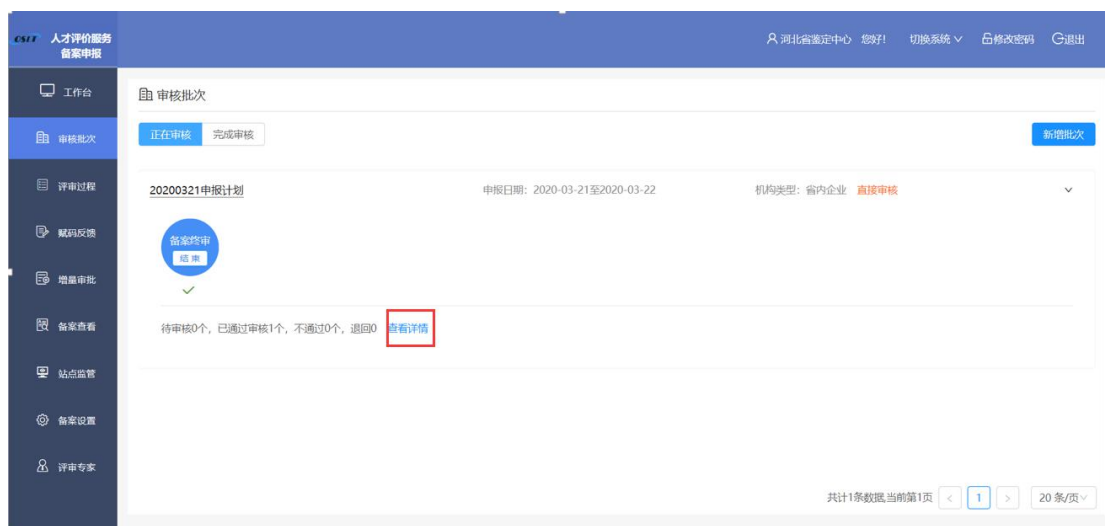 OSLT 人才评价服务
备案申报
河北省鉴定中心 您好! 切换系统 修改密码 退出
工作台
审核批次
评审过程
赋码反馈
增量审批
备案查看
站点监管
备案设置
评审专家
审核批次
正在审核 完成审核 新增批次
20200321申报计划 申报日期：2020-03-21至2020-03-22 机构类型：省内企业 直接审核
备案终审
结束
待审核0个，已通过审核1个，不通过0个，退回0 查看详情
共计1条数据,当前第1页 < 1 > 20 条/页